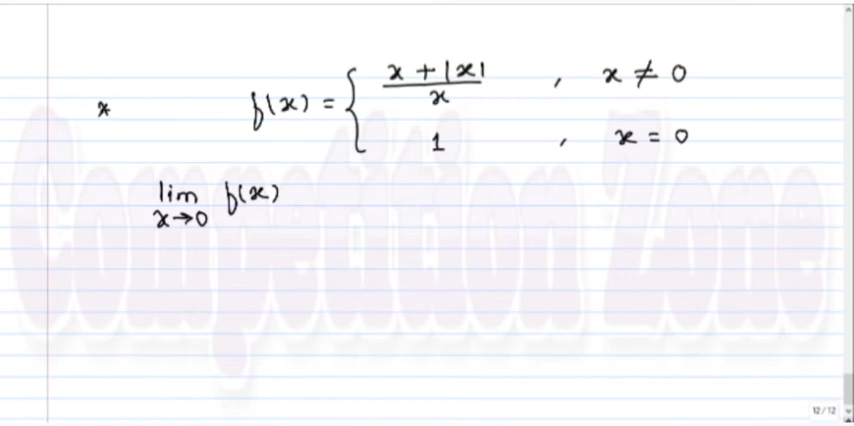 * f(x) = { x + |x| / x , x ≠ 0
1 , x = 0
lim x→0 f(x)
Competition Zone
12/12